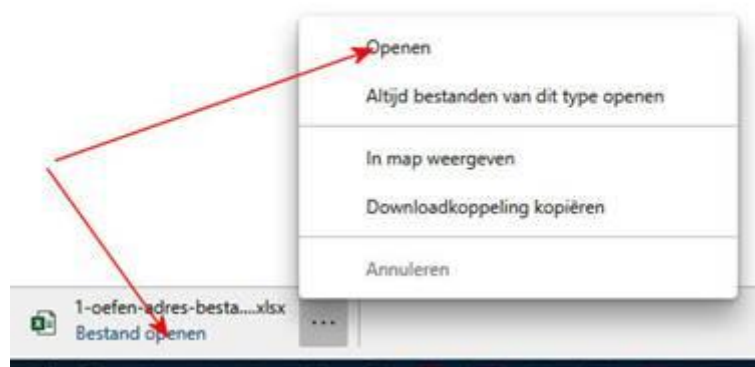 Openen
Altijd bestanden van dit type openen
In map weergeven
Downloadkoppeling kopiëren
Annuleren
1-oefen-adres-besta....xlsx
Bestand openen
...